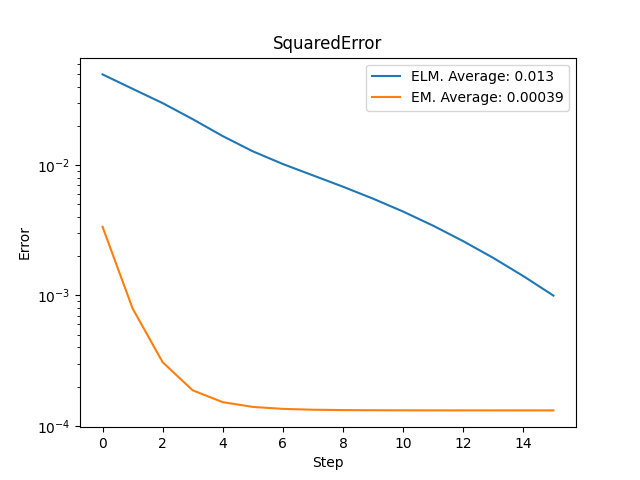 SquaredError
ELM. Average: 0.013
EM. Average: 0.00039
Error
10⁻²
10⁻³
10⁻⁴
0 2 4 6 8 10 12 14
Step